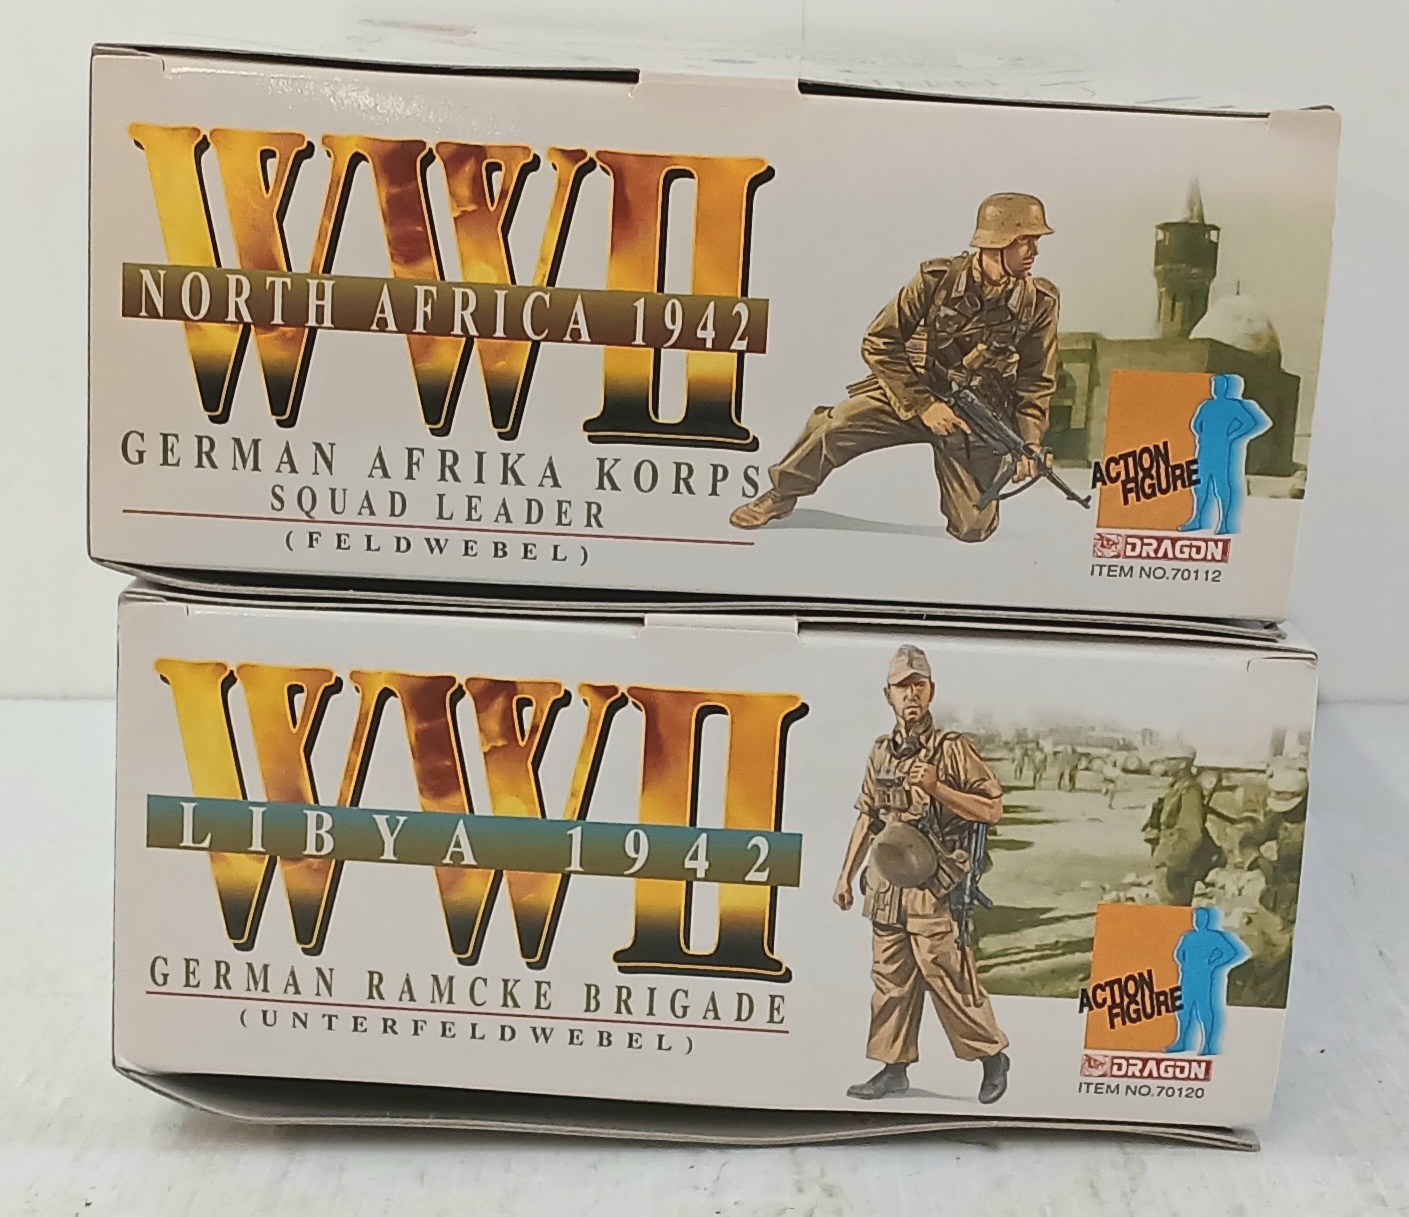 WWII
NORTH AFRICA 1942
GERMAN AFRIKA KORPS
SQUAD LEADER
(FELDWEBEL)
ACTION
FIGURE
DRAGON
ITEM NO.70112
WWII
LIBYA 1942
GERMAN RAMCKE BRIGADE
(UNTERFELDWEBEL)
ACTION
FIGURE
DRAGON
ITEM NO.70120